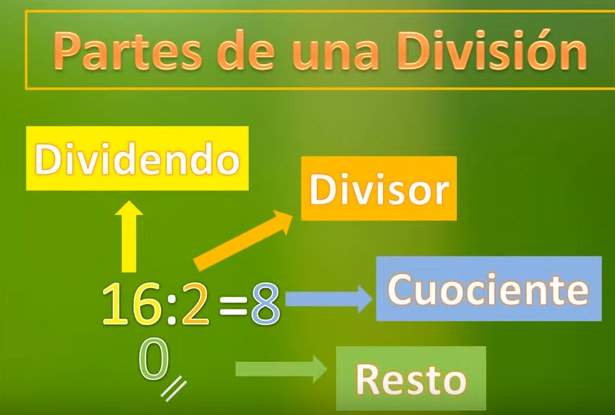 Partes de una División
Dividendo
Divisor
16:2=8
Cuociente
0
Resto